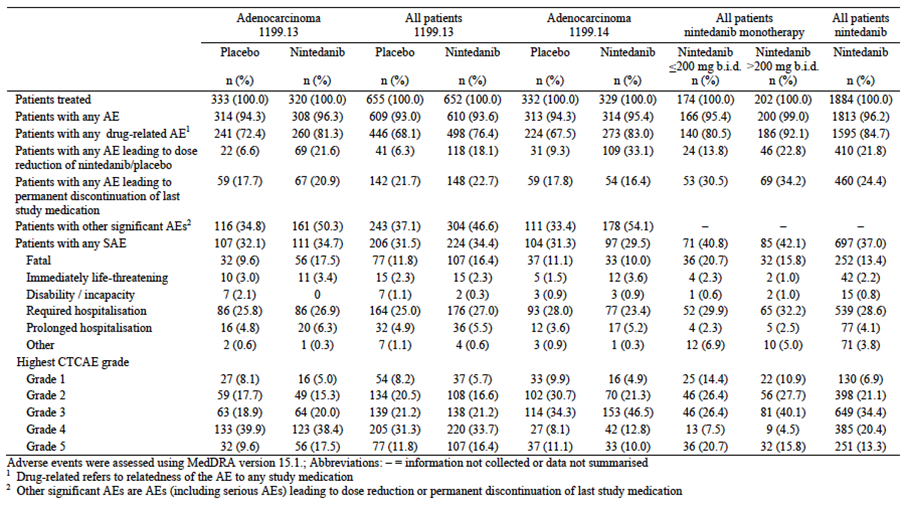 Adenocarcinoma All patients Adenocarcinoma All patients All patients
1199.13 1199.13 1199.14 nintedanib monotherapy nintedanib
Placebo Nintedanib Placebo Nintedanib Placebo Nintedanib Nintedanib Nintedanib Nintedanib
≤200 mg b.i.d. >200 mg b.i.d.
n (%) n (%) n (%) n (%) n (%) n (%) n (%) n (%) n (%)
Patients treated 333 (100.0) 320 (100.0) 655 (100.0) 652 (100.0) 332 (100.0) 329 (100.0) 174 (100.0) 202 (100.0) 1884 (100.0)
Patients with any AE 314 (94.3) 308 (96.3) 609 (93.0) 610 (93.6) 313 (94.3) 314 (95.4) 166 (95.4) 200 (99.0) 1813 (96.2)
Patients with any drug-related AE¹ 241 (72.4) 260 (81.3) 446 (68.1) 498 (76.4) 224 (67.5) 273 (83.0) 140 (80.5) 186 (92.1) 1595 (84.7)
Patients with any AE leading to dose 22 (6.6) 69 (21.6) 41 (6.3) 118 (18.1) 31 (9.3) 109 (33.1) 24 (13.8) 46 (22.8) 410 (21.8)
reduction of nintedanib/placebo
Patients with any AE leading to 59 (17.7) 67 (20.9) 142 (21.7) 148 (22.7) 59 (17.8) 54 (16.4) 53 (30.5) 69 (34.2) 460 (24.4)
permanent discontinuation of last
study medication
Patients with other significant AEs² 116 (34.8) 161 (50.3) 243 (37.1) 304 (46.6) 111 (33.4) 178 (54.1) – – –
Patients with any SAE 107 (32.1) 111 (34.7) 206 (31.5) 224 (34.4) 104 (31.3) 97 (29.5) 71 (40.8) 85 (42.1) 697 (37.0)
Fatal 32 (9.6) 56 (17.5) 77 (11.8) 107 (16.4) 37 (11.1) 33 (10.0) 36 (20.7) 32 (15.8) 252 (13.4)
Immediately life-threatening 10 (3.0) 11 (3.4) 15 (2.3) 15 (2.3) 5 (1.5) 12 (3.6) 4 (2.3) 2 (1.0) 42 (2.2)
Disability / incapacity 7 (2.1) 0 7 (1.1) 2 (0.3) 3 (0.9) 3 (0.9) 1 (0.6) 2 (1.0) 15 (0.8)
Required hospitalisation 86 (25.8) 86 (26.9) 164 (25.0) 176 (27.0) 93 (28.0) 77 (23.4) 52 (29.9) 65 (32.2) 539 (28.6)
Prolonged hospitalisation 16 (4.8) 20 (6.3) 32 (4.9) 36 (5.5) 12 (3.6) 17 (5.2) 4 (2.3) 5 (2.5) 77 (4.1)
Other 2 (0.6) 1 (0.3) 7 (1.1) 4 (0.6) 3 (0.9) 1 (0.3) 12 (6.9) 10 (5.0) 71 (3.8)
Highest CTCAE grade
Grade 1 27 (8.1) 16 (5.0) 54 (8.2) 37 (5.7) 33 (9.9) 16 (4.9) 25 (14.4) 22 (10.9) 130 (6.9)
Grade 2 59 (17.7) 49 (15.3) 134 (20.5) 108 (16.6) 102 (30.7) 70 (21.3) 46 (26.4) 56 (27.7) 398 (21.1)
Grade 3 63 (18.9) 64 (20.0) 139 (21.2) 138 (21.2) 114 (34.3) 153 (46.5) 46 (26.4) 81 (40.1) 649 (34.4)
Grade 4 133 (39.9) 123 (38.4) 205 (31.3) 220 (33.7) 27 (8.1) 42 (12.8) 13 (7.5) 9 (4.5) 385 (20.4)
Grade 5 32 (9.6) 56 (17.5) 77 (11.8) 107 (16.4) 37 (11.1) 33 (10.0) 36 (20.7) 32 (15.8) 251 (13.3)
Adverse events were assessed using MedDRA version 15.1.; Abbreviations: – = information not collected or data not summarised
¹ Drug-related refers to relatedness of the AE to any study medication
² Other significant AEs are AEs (including serious AEs) leading to dose reduction or permanent discontinuation of last study medication